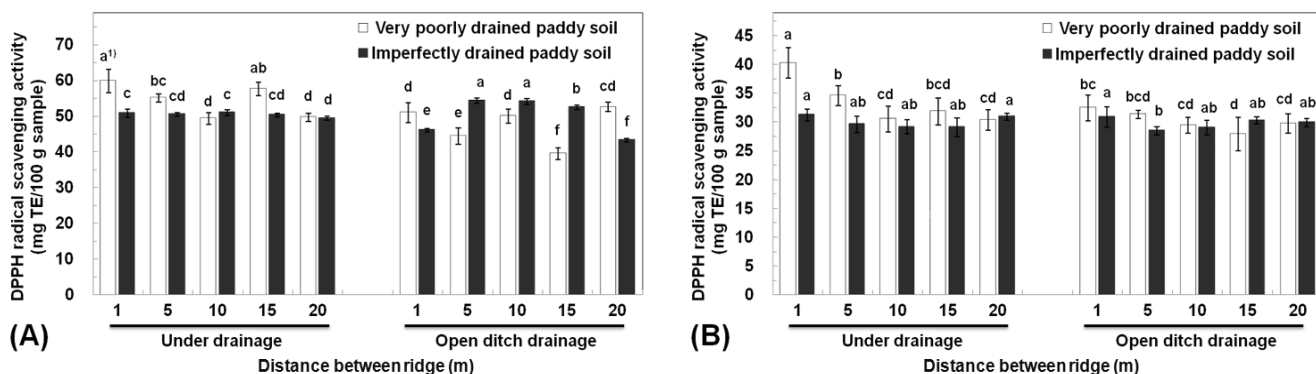 Very poorly drained paddy soil
Imperfectly drained paddy soil
DPPH radical scavenging activity
(mg TE/100 g sample)
70
60
50
40
30
20
10
0
a¹⁾ c bc cd d c ab cd d d
d e e a d a f b d f
1 5 10 15 20 1 5 10 15 20
Under drainage Open ditch drainage
Distance between ridge (m)
(A)
Very poorly drained paddy soil
Imperfectly drained paddy soil
DPPH radical scavenging activity
(mg TE/100 g sample)
45
40
35
30
25
20
15
10
5
0
a a b ab cd ab bcd ab cd a
bc a bcd b cd ab d ab cd ab
1 5 10 15 20 1 5 10 15 20
Under drainage Open ditch drainage
Distance between ridge (m)
(B)